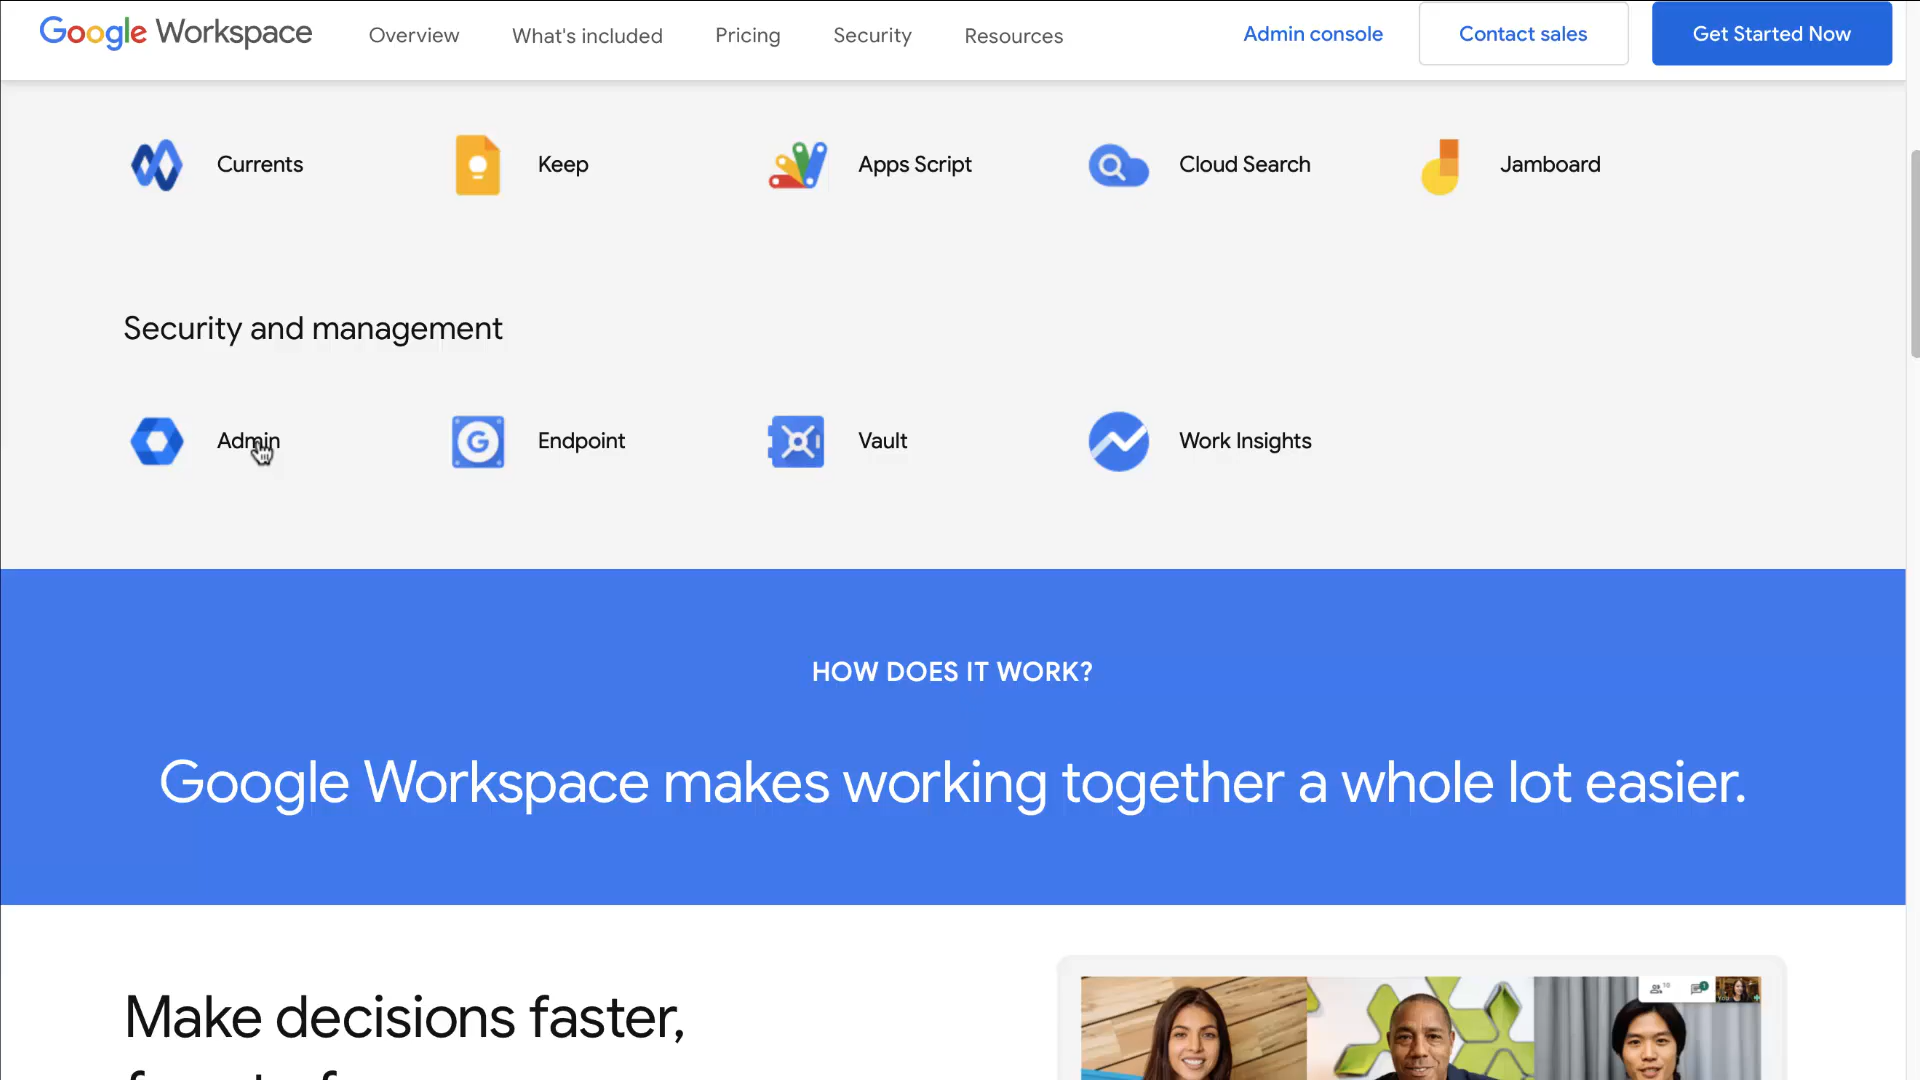 Google Workspace Overview What's included Pricing Security Resources Admin console Contact sales Get Started Now
Currents Keep Apps Script Cloud Search Jamboard
Security and management
Admin Endpoint Vault Work Insights
HOW DOES IT WORK?
Google Workspace makes working together a whole lot easier.
Make decisions faster,